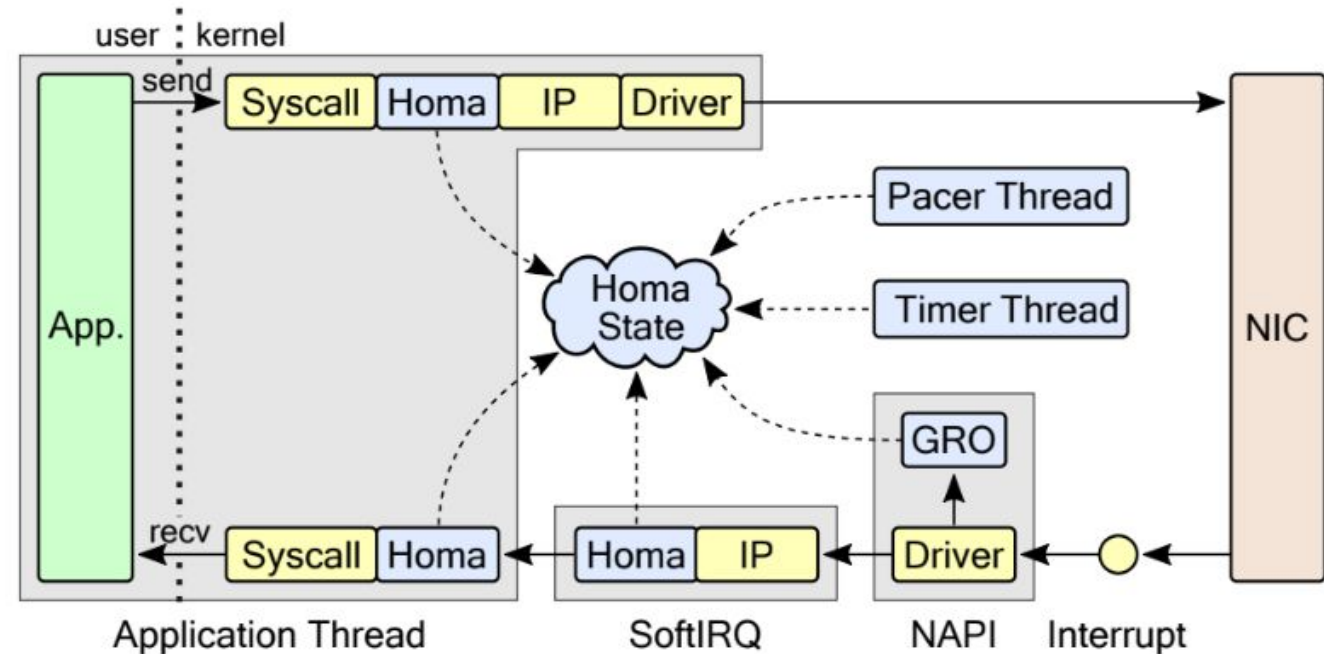 user kernel
send
Syscall Homa IP Driver
Pacer Thread
Homa
State
Timer Thread
App.
NIC
GRO
recv
Syscall Homa
Homa IP
Driver
Application Thread SoftIRQ NAPI Interrupt